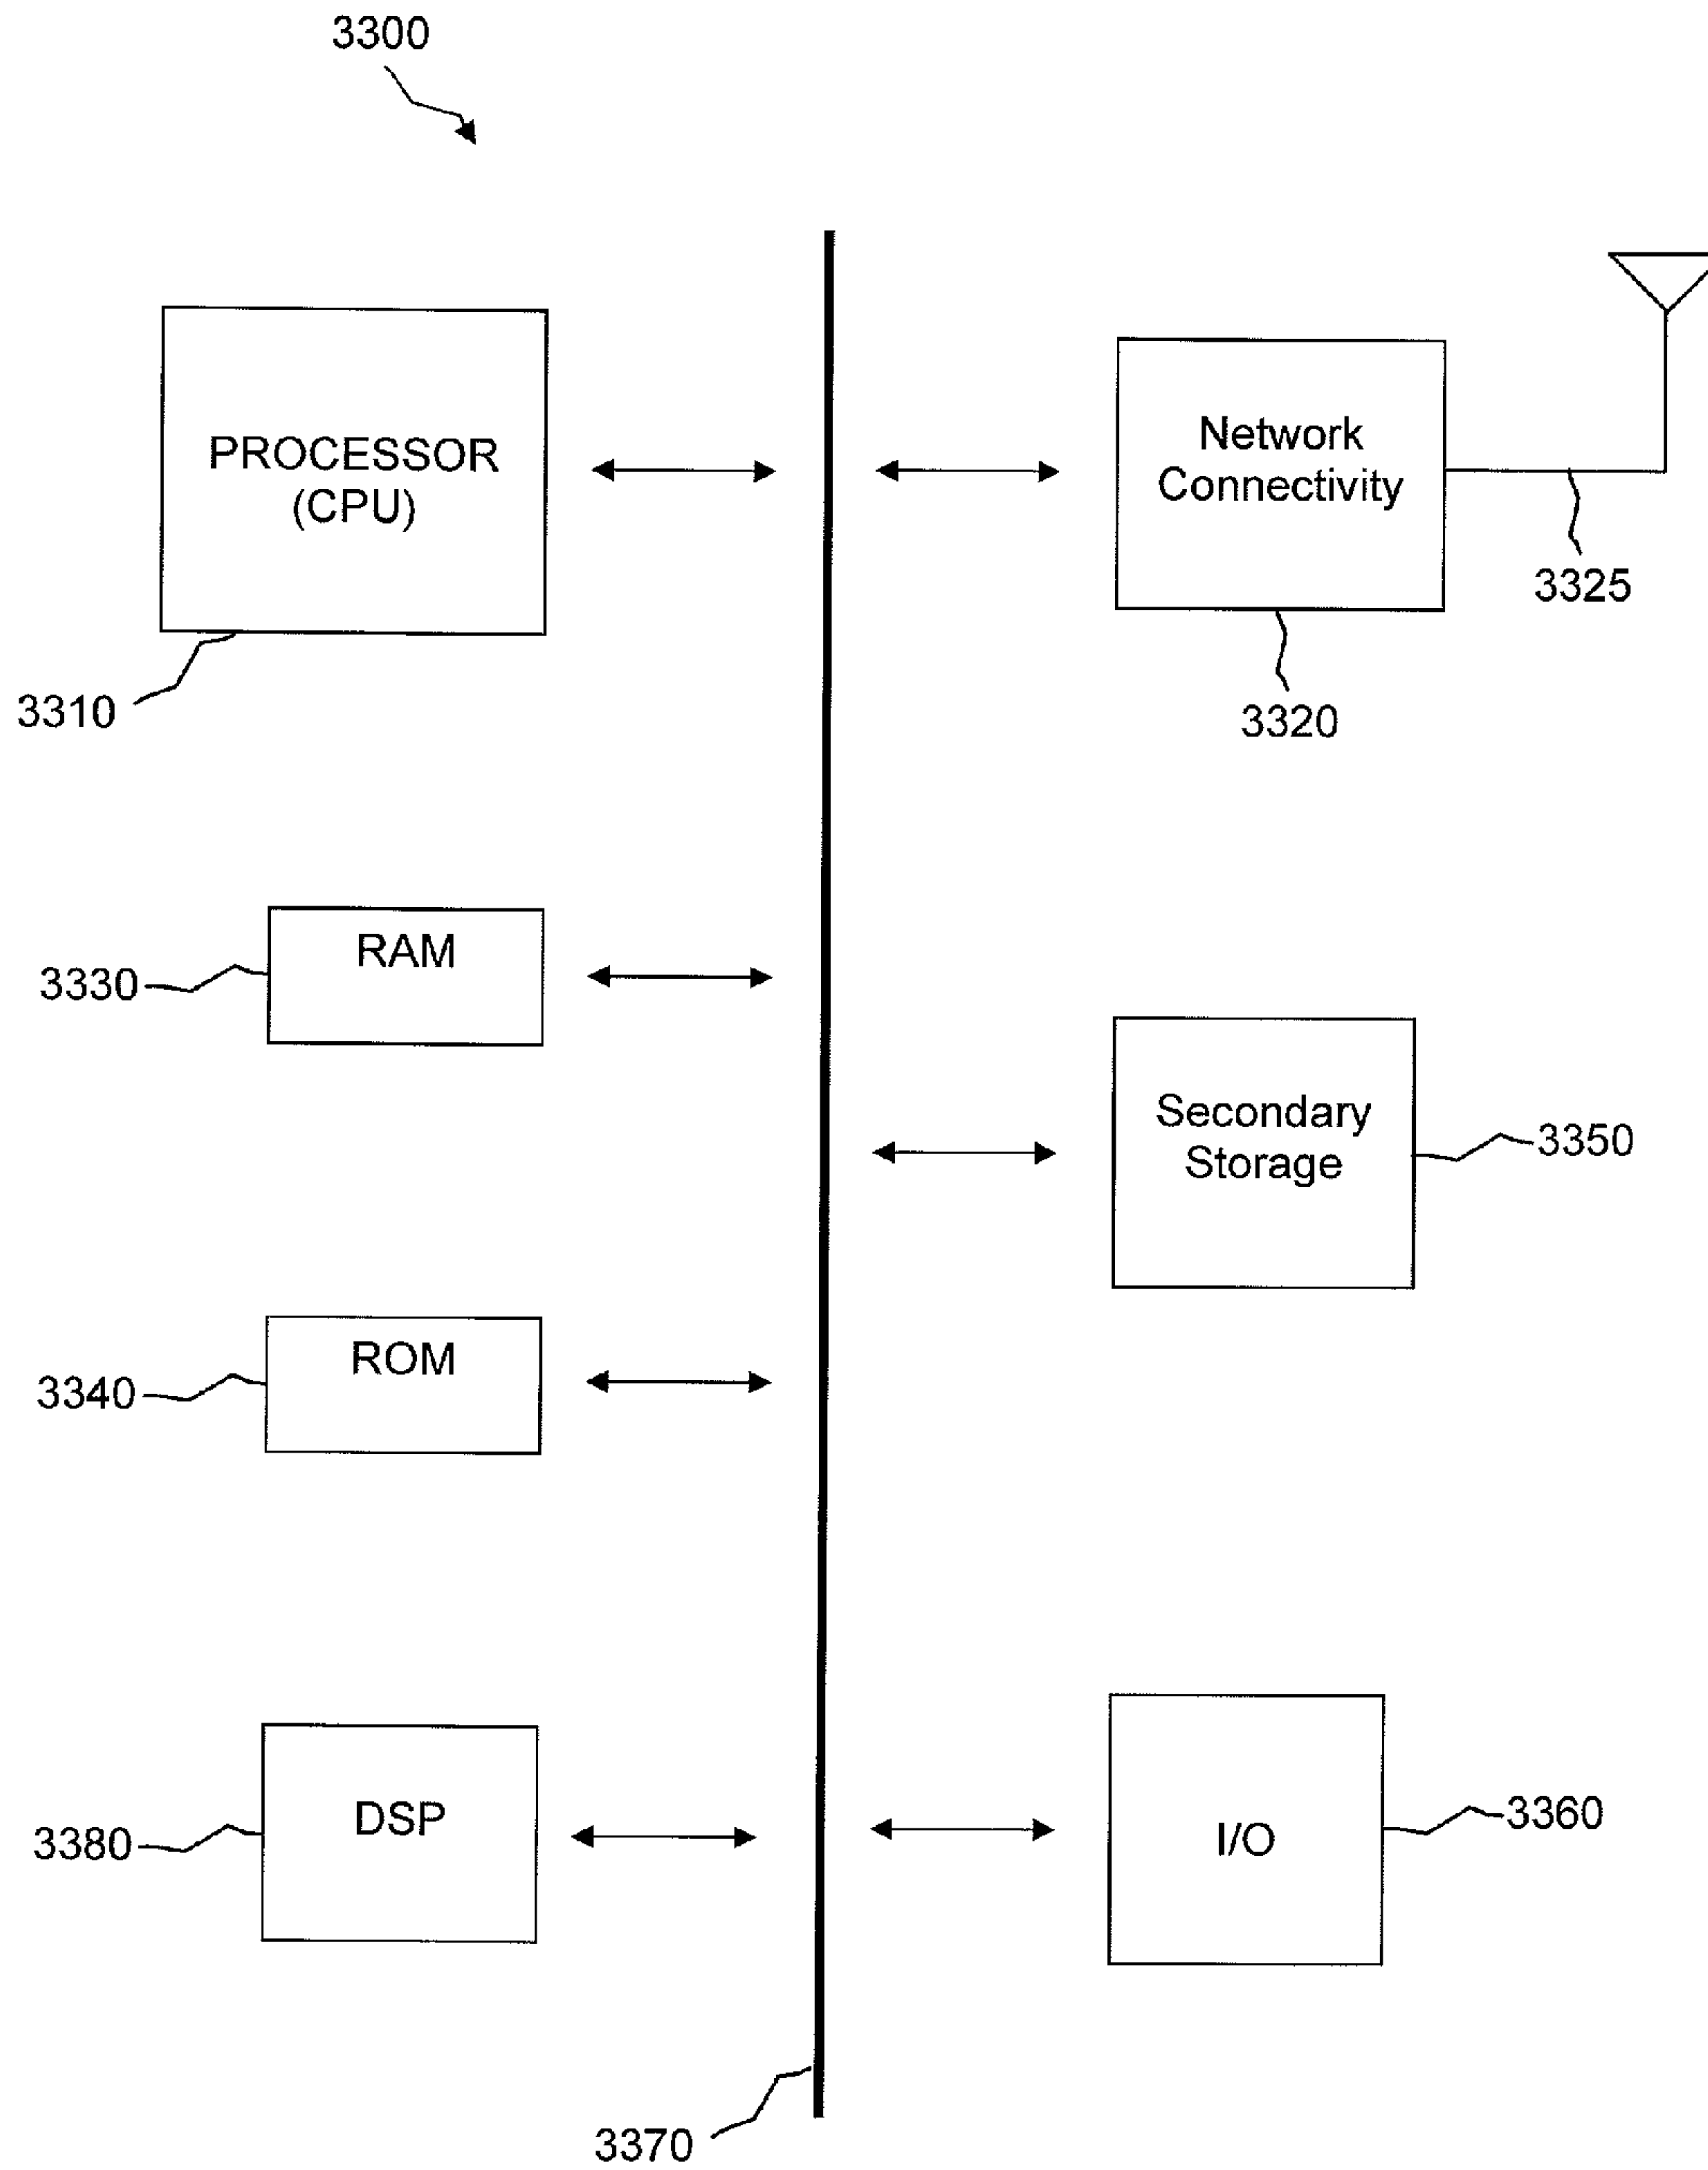 3300
PROCESSOR
(CPU)
3310
Network
Connectivity
3325
3320
RAM
3330
Secondary
Storage
3350
ROM
3340
DSP
3380
I/O
3360
3370